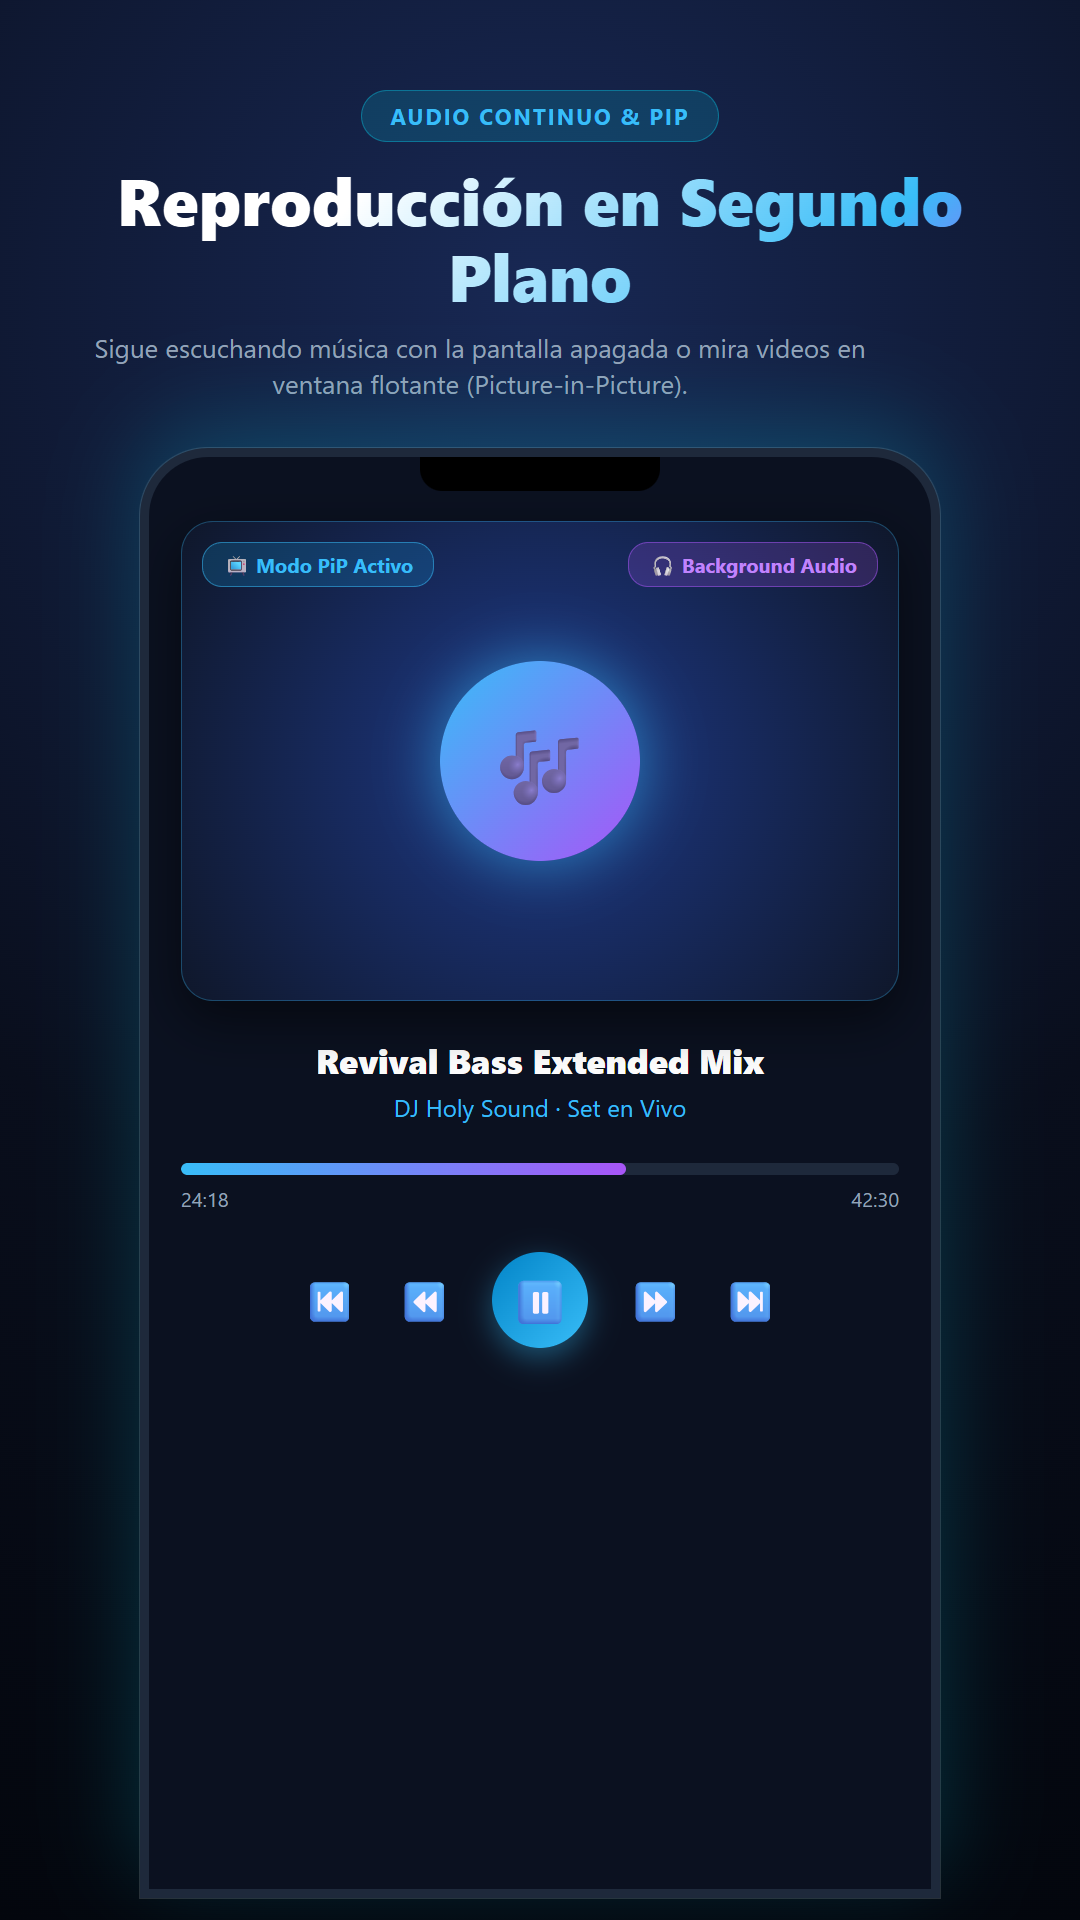 AUDIO CONTINUO & PIP
Reproducción en Segundo
Plano
Sigue escuchando música con la pantalla apagada o mira videos en
ventana flotante (Picture-in-Picture).
Modo PiP Activo
Background Audio
Revival Bass Extended Mix
DJ Holy Sound · Set en Vivo
24:18
42:30